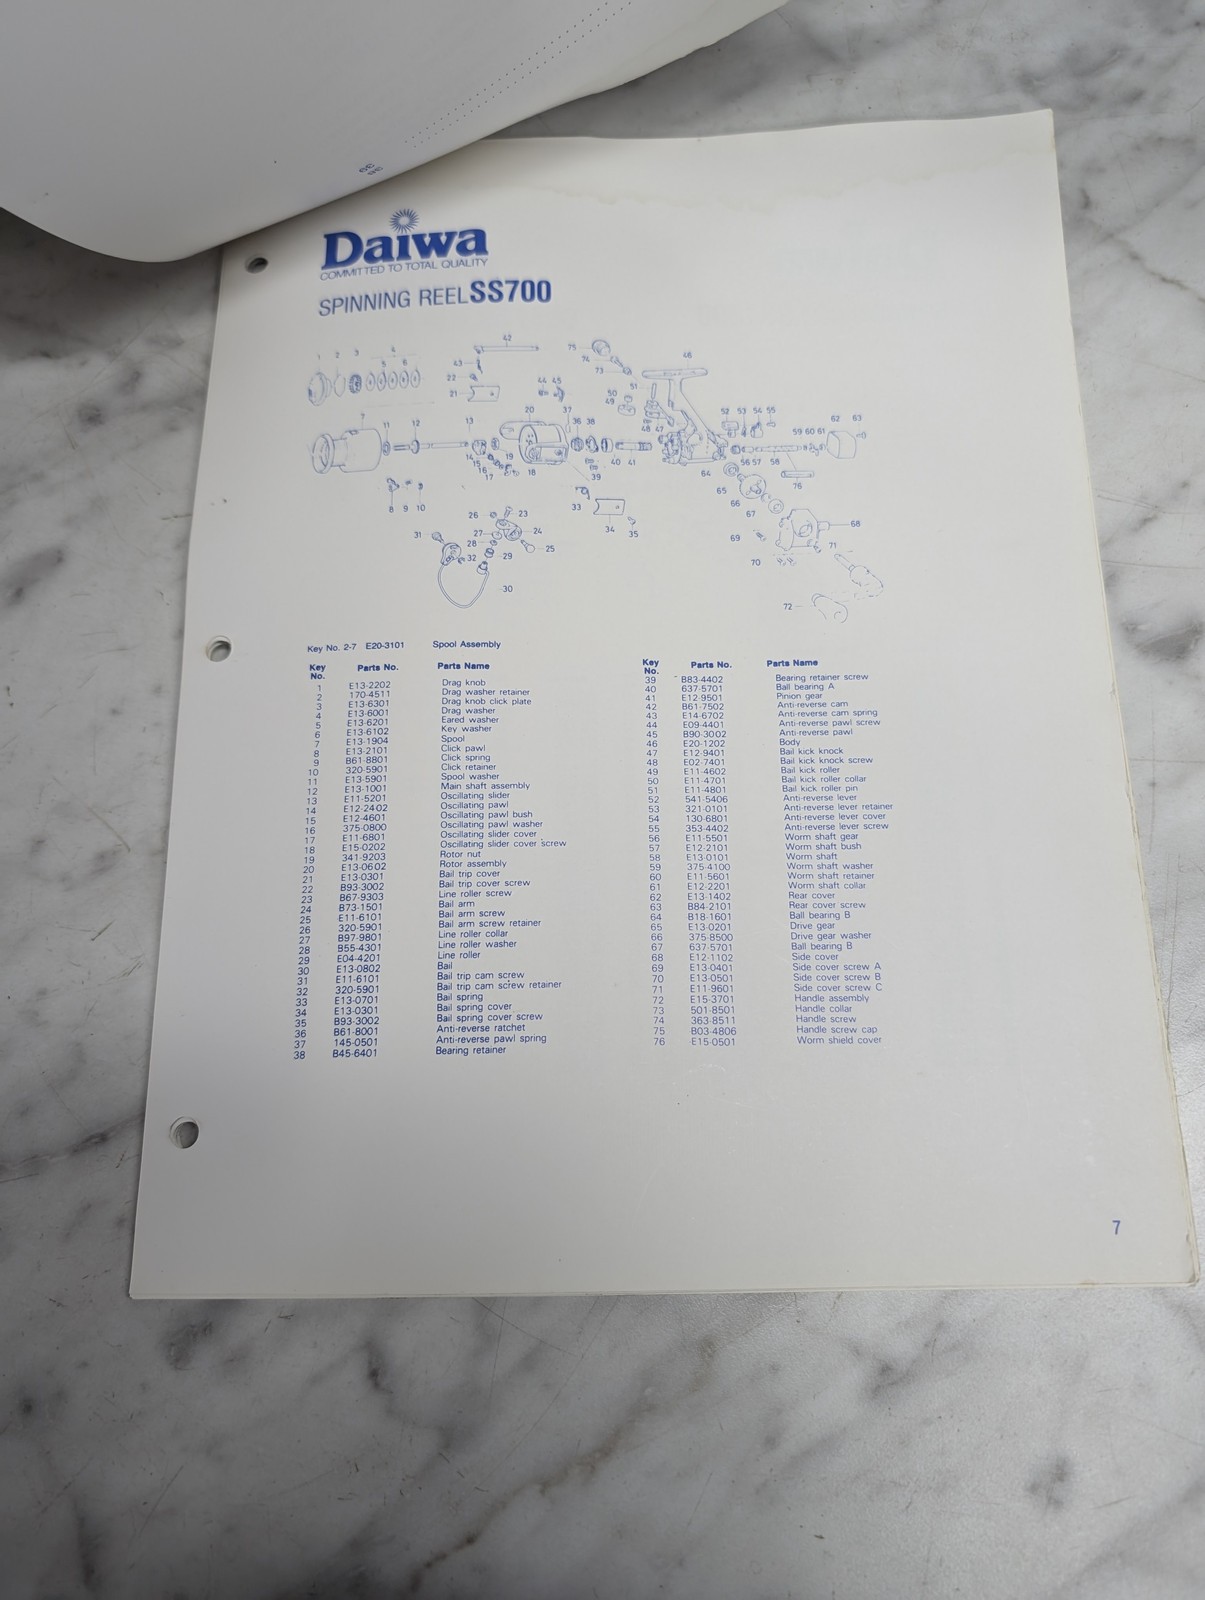 Daiwa
COMMITTED TO TOTAL QUALITY
SPINNING REEL SS700
Key No. 2-7 E20-3101 Spool Assembly
Key No. Parts No. Parts Name
1 E13-2202 Drag knob
2 170-4511 Drag washer retainer
3 E13-6301 Drag knob click plate
4 E13-6001 Drag washer
5 E13-6201 Eared washer
6 E13-6102 Key washer
7 E13-1904 Spool
8 E13-2101 Click pawl
9 B61-8801 Click spring
10 320-5901 Click retainer
11 E13-5901 Spool washer
12 E13-1001 Main shaft assembly
13 E11-5201 Oscillating slider
14 E12-2402 Oscillating pawl
15 E12-4601 Oscillating pawl bush
16 375-0800 Oscillating pawl washer
17 E11-6801 Oscillating slider cover
18 E15-0202 Oscillating slider cover screw
19 341-9203 Rotor nut
20 E13-0602 Rotor assembly
21 E13-0301 Bail trip cover
22 B93-3002 Bail trip cover screw
23 B67-9303 Line roller screw
24 B73-1501 Bail arm
25 E11-6101 Bail arm screw
26 320-5901 Bail arm screw retainer
27 B97-9801 Line roller collar
28 B55-4301 Line roller washer
29 E04-4201 Line roller
30 E13-0802 Bail
31 E11-6101 Bail trip cam screw
32 320-5901 Bail trip cam screw retainer
33 E13-0701 Bail spring
34 E13-0301 Bail spring cover
35 B93-3002 Bail spring cover screw
36 B61-8001 Anti-reverse ratchet
37 145-0501 Anti-reverse pawl spring
38 B45-6401 Bearing retainer
Key No. Parts No. Parts Name
39 B83-4402 Bearing retainer screw
40 637-5701 Ball bearing A
41 E12-9501 Pinion gear
42 B61-7502 Anti-reverse cam
43 E14-6702 Anti-reverse cam spring
44 E09-4401 Anti-reverse pawl screw
45 B90-3002 Anti-reverse pawl
46 E20-1202 Body
47 E12-9401 Bail kick knock
48 E02-7401 Bail kick knock screw
49 E11-4602 Bail kick roller
50 E11-4701 Bail kick roller collar
51 E11-4801 Bail kick roller pin
52 541-5406 Anti-reverse lever
53 321-0101 Anti-reverse lever retainer
54 130-6801 Anti-reverse lever cover
55 353-4402 Anti-reverse lever screw
56 E11-5501 Worm shaft gear
57 E12-2101 Worm shaft bush
58 E13-0101 Worm shaft
59 375-4100 Worm shaft washer
60 E11-5601 Worm shaft retainer
61 E12-2201 Worm shaft collar
62 E13-1402 Rear cover
63 B84-2101 Rear cover screw
64 B18-1601 Ball bearing B
65 E13-0201 Drive gear
66 375-8500 Drive gear washer
67 637-5701 Ball bearing B
68 E12-1102 Side cover
69 E13-0401 Side cover screw A
70 E13-0501 Side cover screw B
71 E11-9601 Side cover screw C
72 E15-3701 Handle assembly
73 501-8501 Handle collar
74 363-8511 Handle screw
75 B03-4806 Handle screw cap
76 E15-0501 Worm shield cover
7